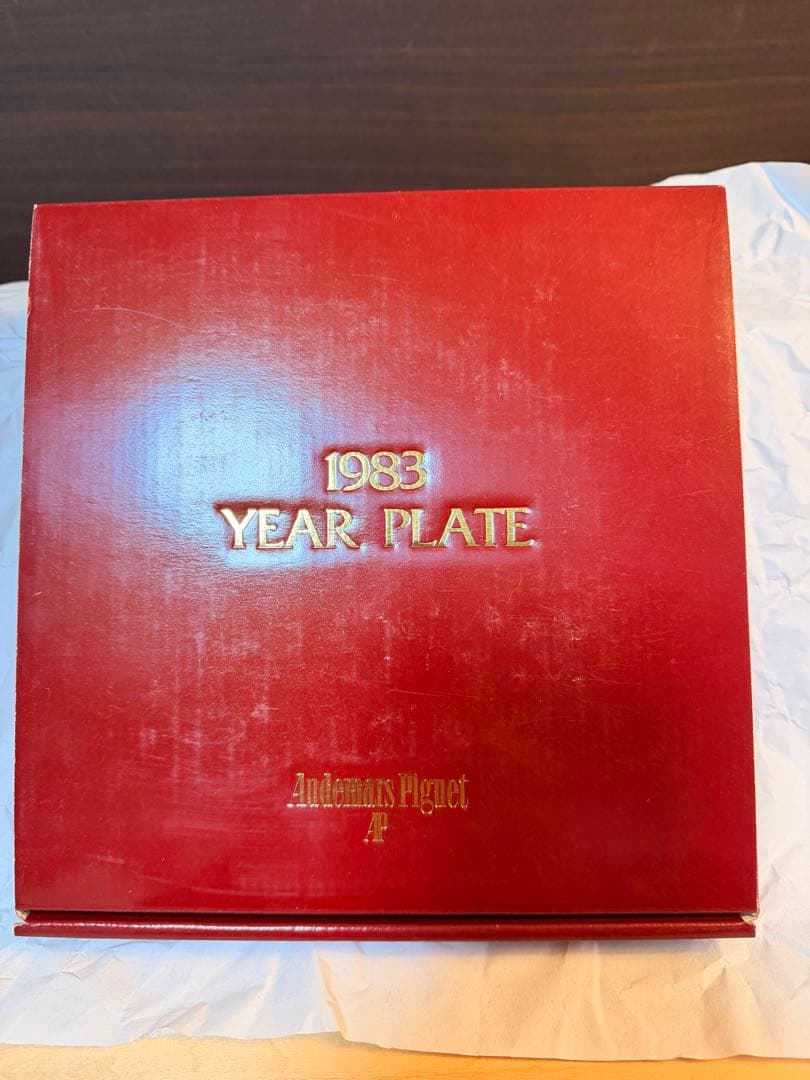 1983
YEAR PLATE
Audemars Piguet
AP